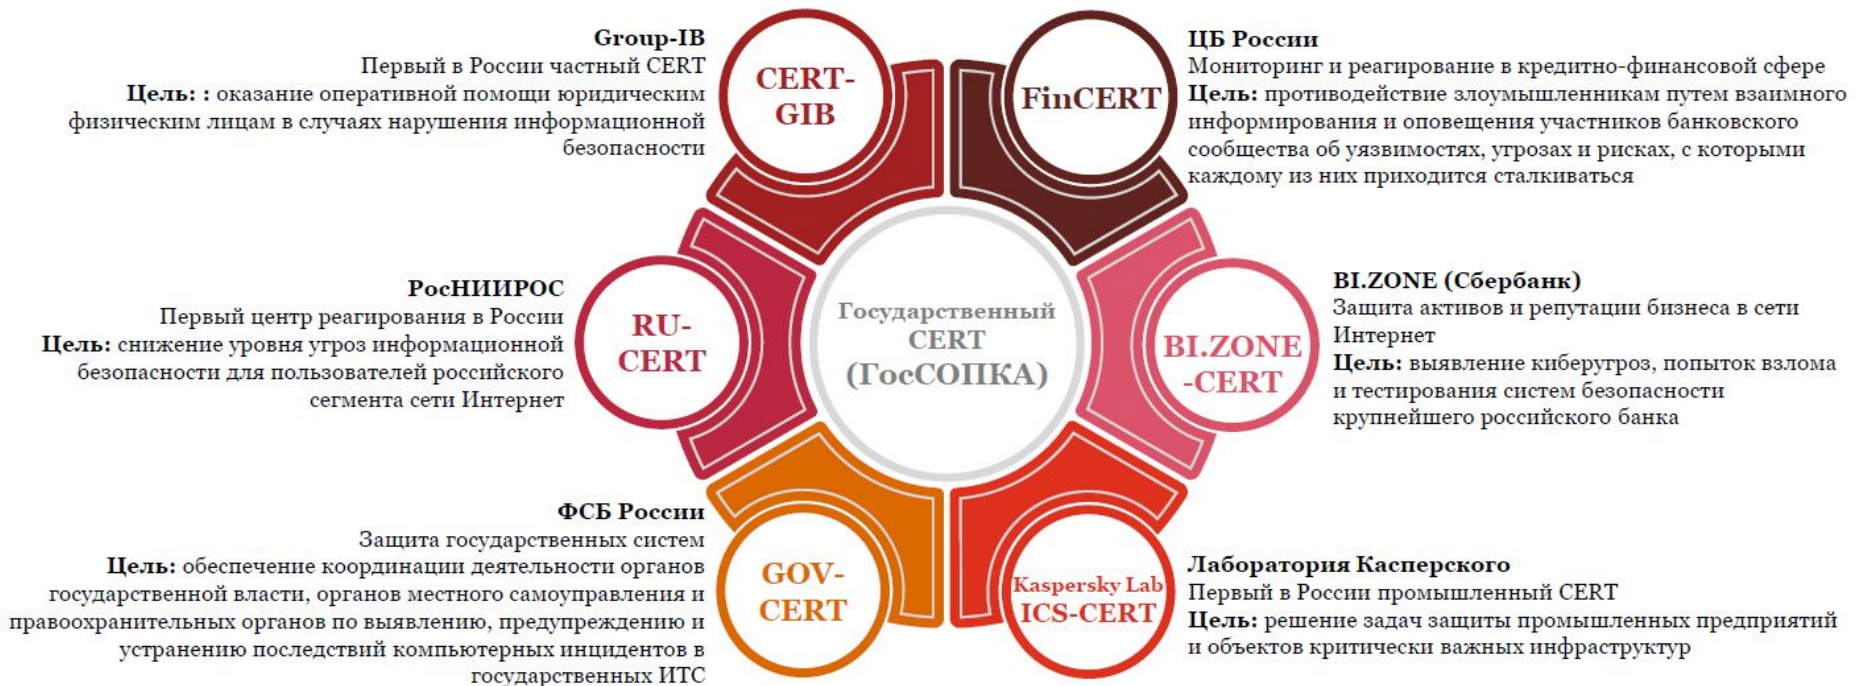 Group-IB
Первый в России частный CERT
Цель: : оказание оперативной помощи юридическим
физическим лицам в случаях нарушения информационной
безопасности
CERT-
GIB
FinCERT
ЦБ России
Мониторинг и реагирование в кредитно-финансовой сфере
Цель: противодействие злоумышленникам путем взаимного
информирования и оповещения участников банковского
сообщества об уязвимостях, угрозах и рисках, с которыми
каждому из них приходится сталкиваться
РосНИИРОС
Первый центр реагирования в России
Цель: снижение уровня угроз информационной
безопасности для пользователей российского
сегмента сети Интернет
RU-
CERT
Государственный
CERT
(ГосСОПКА)
BI.ZONE
-CERT
BI.ZONE (Сбербанк)
Защита активов и репутации бизнеса в сети
Интернет
Цель: выявление киберугроз, попыток взлома
и тестирования систем безопасности
крупнейшего российского банка
ФСБ России
Защита государственных систем
Цель: обеспечение координации деятельности органов
государственной власти, органов местного самоуправления и
правоохранительных органов по выявлению, предупреждению и
устранению последствий компьютерных инцидентов в
государственных ИТС
GOV-
CERT
Kaspersky Lab
ICS-CERT
Лаборатория Касперского
Первый в России промышленный CERT
Цель: решение задач защиты промышленных предприятий
и объектов критически важных инфраструктур